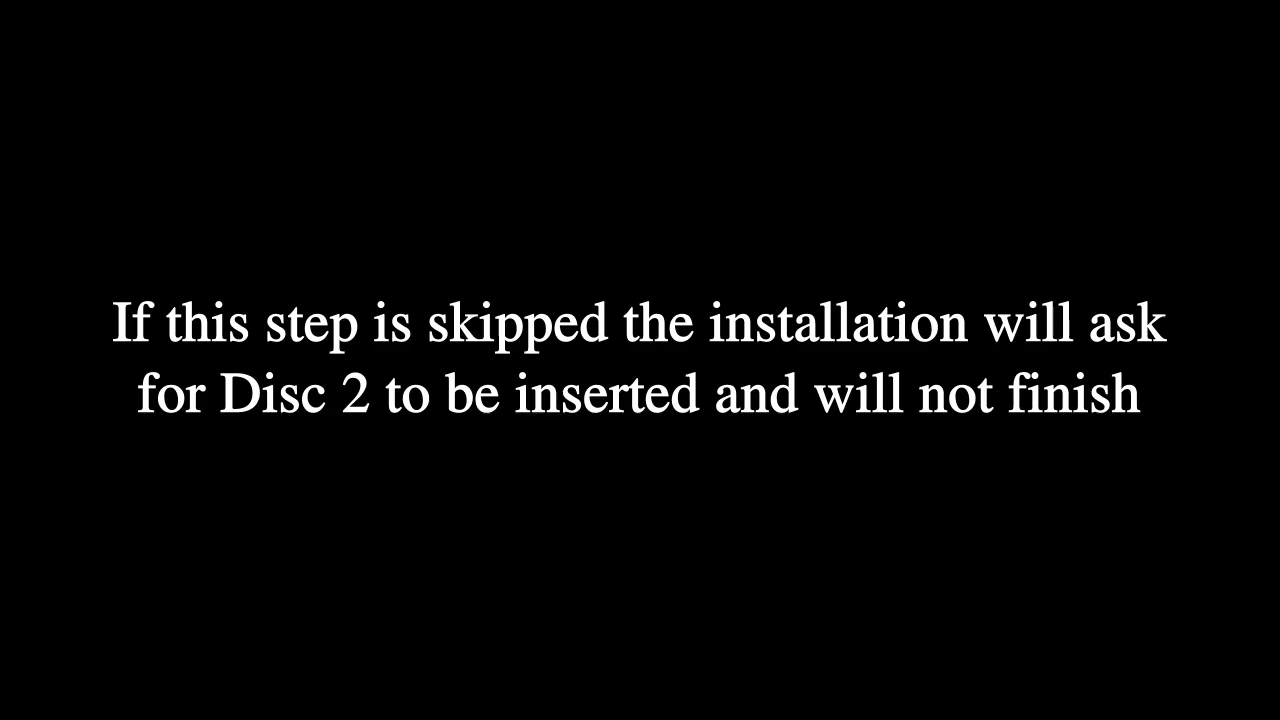 If this step is skipped the installation will ask
for Disc 2 to be inserted and will not finish